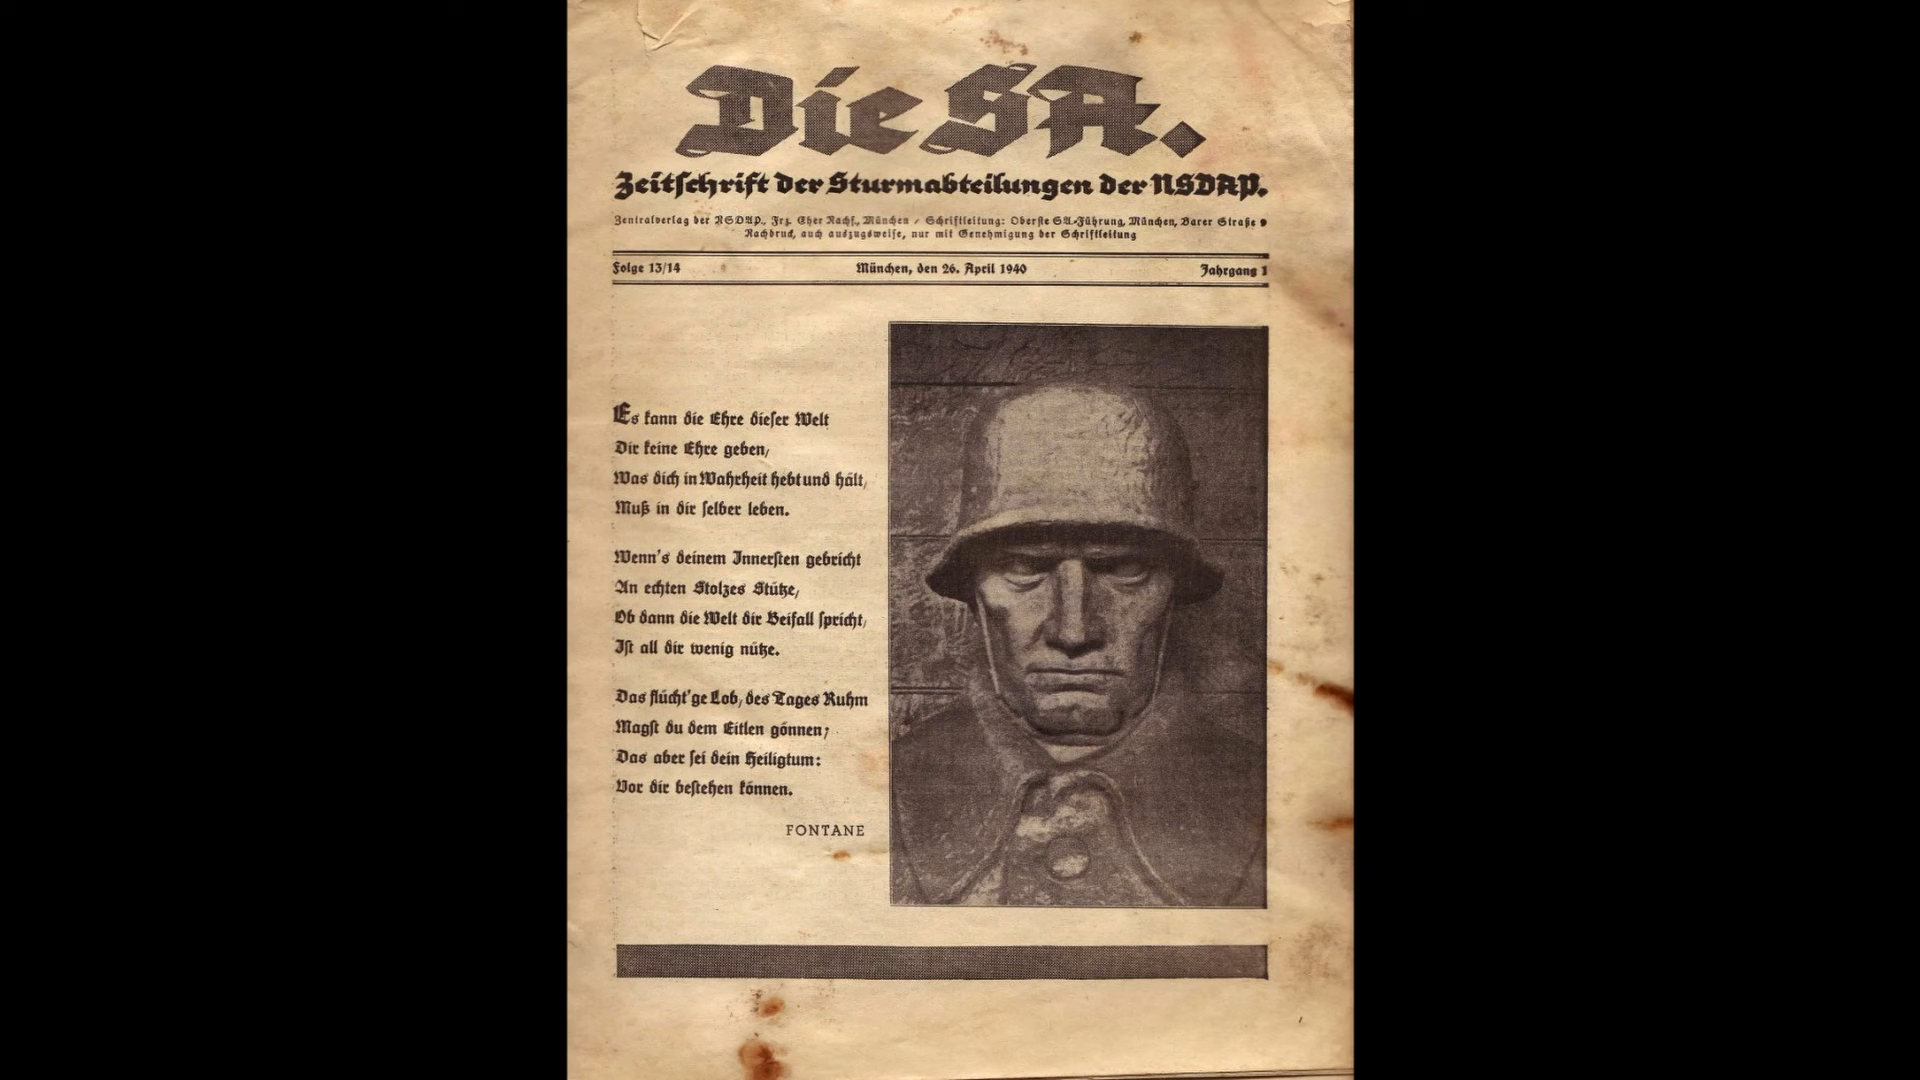 Die SA.
Zeitschrift der Sturmabteilungen der NSDAP.
Zentralverlag der NSDAP., Frz. Eher Nachf., München / Schriftleitung: Oberste SA-Führung, München, Barer Straße 9
Nachdruck, auch auszugsweise, nur mit Genehmigung der Schriftleitung
Folge 13/14 München, den 26. April 1940 Jahrgang 1
Es kann die Ehre dieser Welt
Dir keine Ehre geben,
Was dich in Wahrheit hebt und hält,
Muß in dir selber leben.
Wenn's deinem Innersten gebricht
An echten Stolzes Stütze,
Ob dann die Welt dir Beifall spricht,
Ist all dir wenig nütze.
Das flücht'ge Lob, des Tages Ruhm
Magst du dem Eitlen gönnen;
Das aber sei dein Heiligtum:
Vor dir bestehen können.
FONTANE